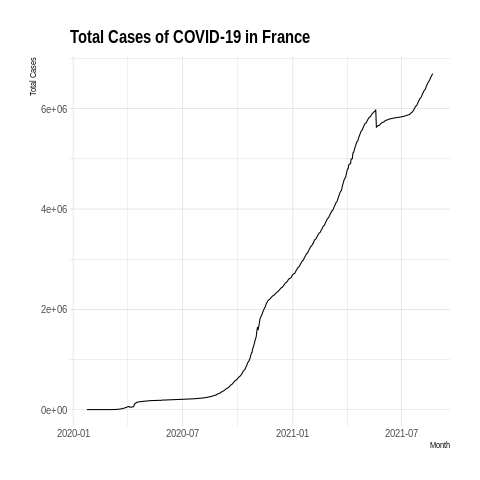 Total Cases of COVID-19 in France
Total Cases
6e+06
4e+06
2e+06
0e+00
2020-01 2020-07 2021-01 2021-07
Month